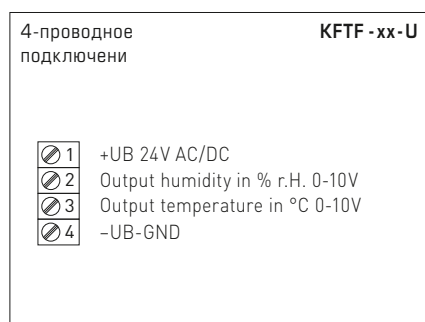 4-проводное KFTF - xx - U
подключени
1 +UB 24V AC/DC
2 Output humidity in % r.H. 0-10V
3 Output temperature in °C 0-10V
4 –UB-GND